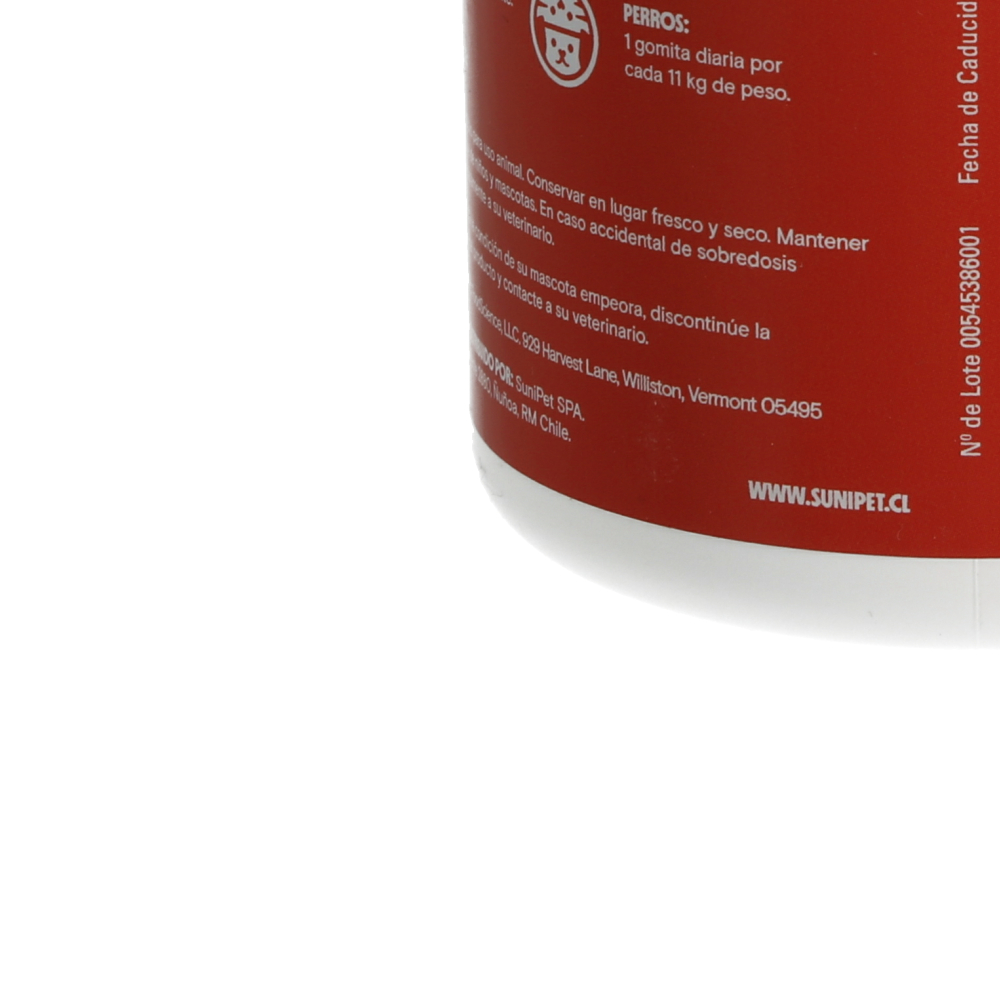 PERROS:
1 gomita diaria por
cada 11 kg de peso.
uso animal. Conservar en lugar fresco y seco. Mantener
y mascotas. En caso accidental de sobredosis
a su veterinario.
condición de su mascota empeora, discontinúe la
y contacte a su veterinario.
LLC. 929 Harvest Lane, Williston, Vermont 05495
POR: SuniPet SPA.
Ñuñoa, RM Chile.
WWW.SUNIPET.CL
Nº de Lote 00545386001
Fecha de Caducid